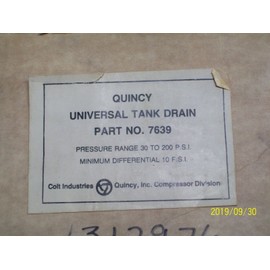 QUINCY
UNIVERSAL TANK DRAIN
PART NO. 7639
PRESSURE RANGE 30 TO 200 P.S.I.
MINIMUM DIFFERENTIAL 10 P.S.I.
Colt Industries Quincy, Inc. Compressor Division
2019/09/30